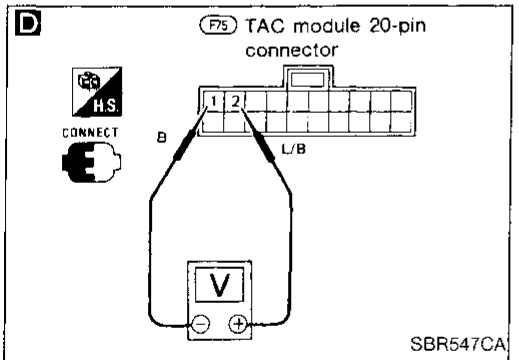 D
F75 TAC module 20-pin
connector
H.S.
CONNECT
1 2
B
L/B
V
− +
SBR547CA